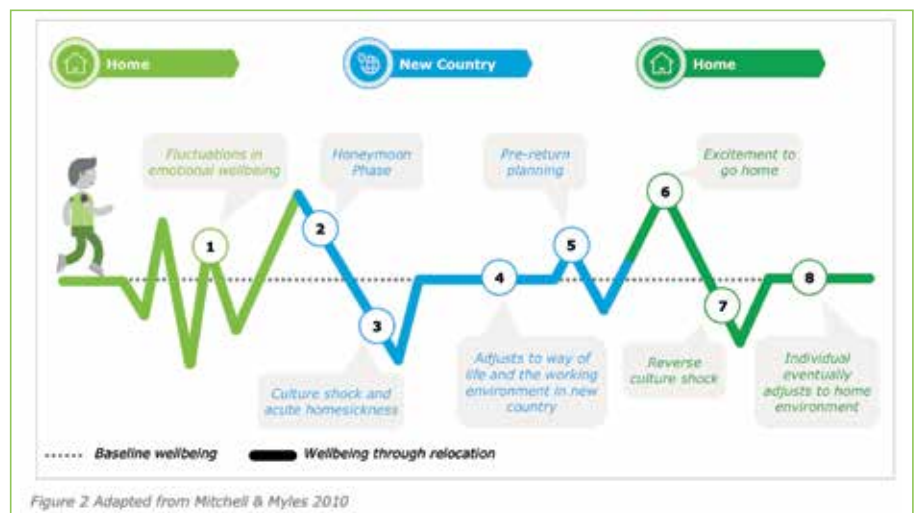 Home
New Country
Home
Fluctuations in
emotional wellbeing
Honeymoon
Phase
Pre-return
planning
Excitement to
go home
1
2
3
4
5
6
7
8
Culture shock and
acute homesickness
Adjusts to way of
life and the working
environment in new
country
Reverse
culture shock
Individual
eventually
adjusts to home
environment
Baseline wellbeing
Wellbeing through relocation
Figure 2 Adapted from Mitchell & Myles 2010